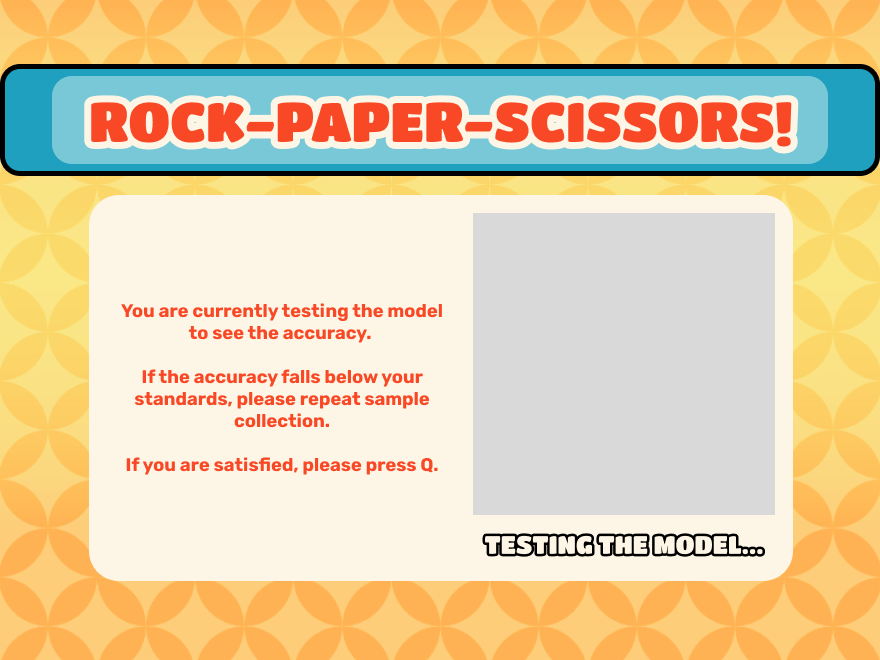 ROCK-PAPER-SCISSORS!
You are currently testing the model
to see the accuracy.
If the accuracy falls below your
standards, please repeat sample
collection.
If you are satisfied, please press Q.
TESTING THE MODEL...